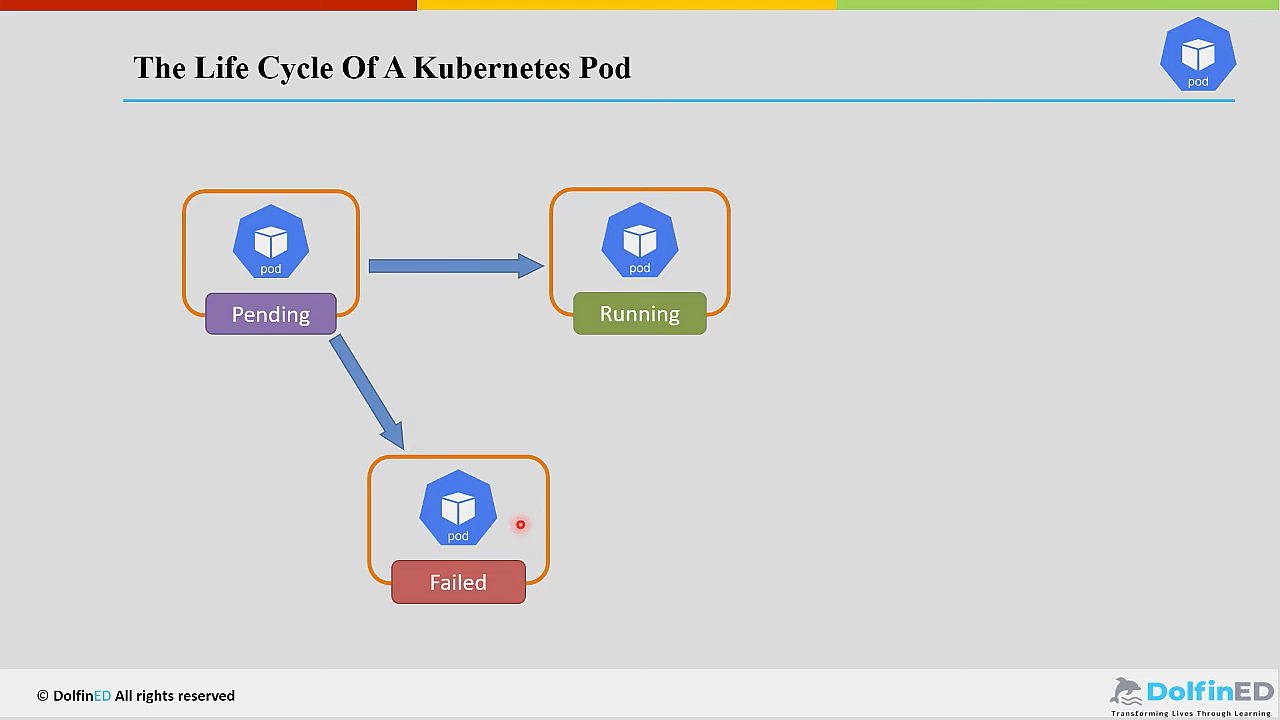 The Life Cycle Of A Kubernetes Pod
pod
pod
pod
Pending
Running
pod
Failed
© DolfinED All rights reserved
DolfinED
Transforming Lives Through Learning